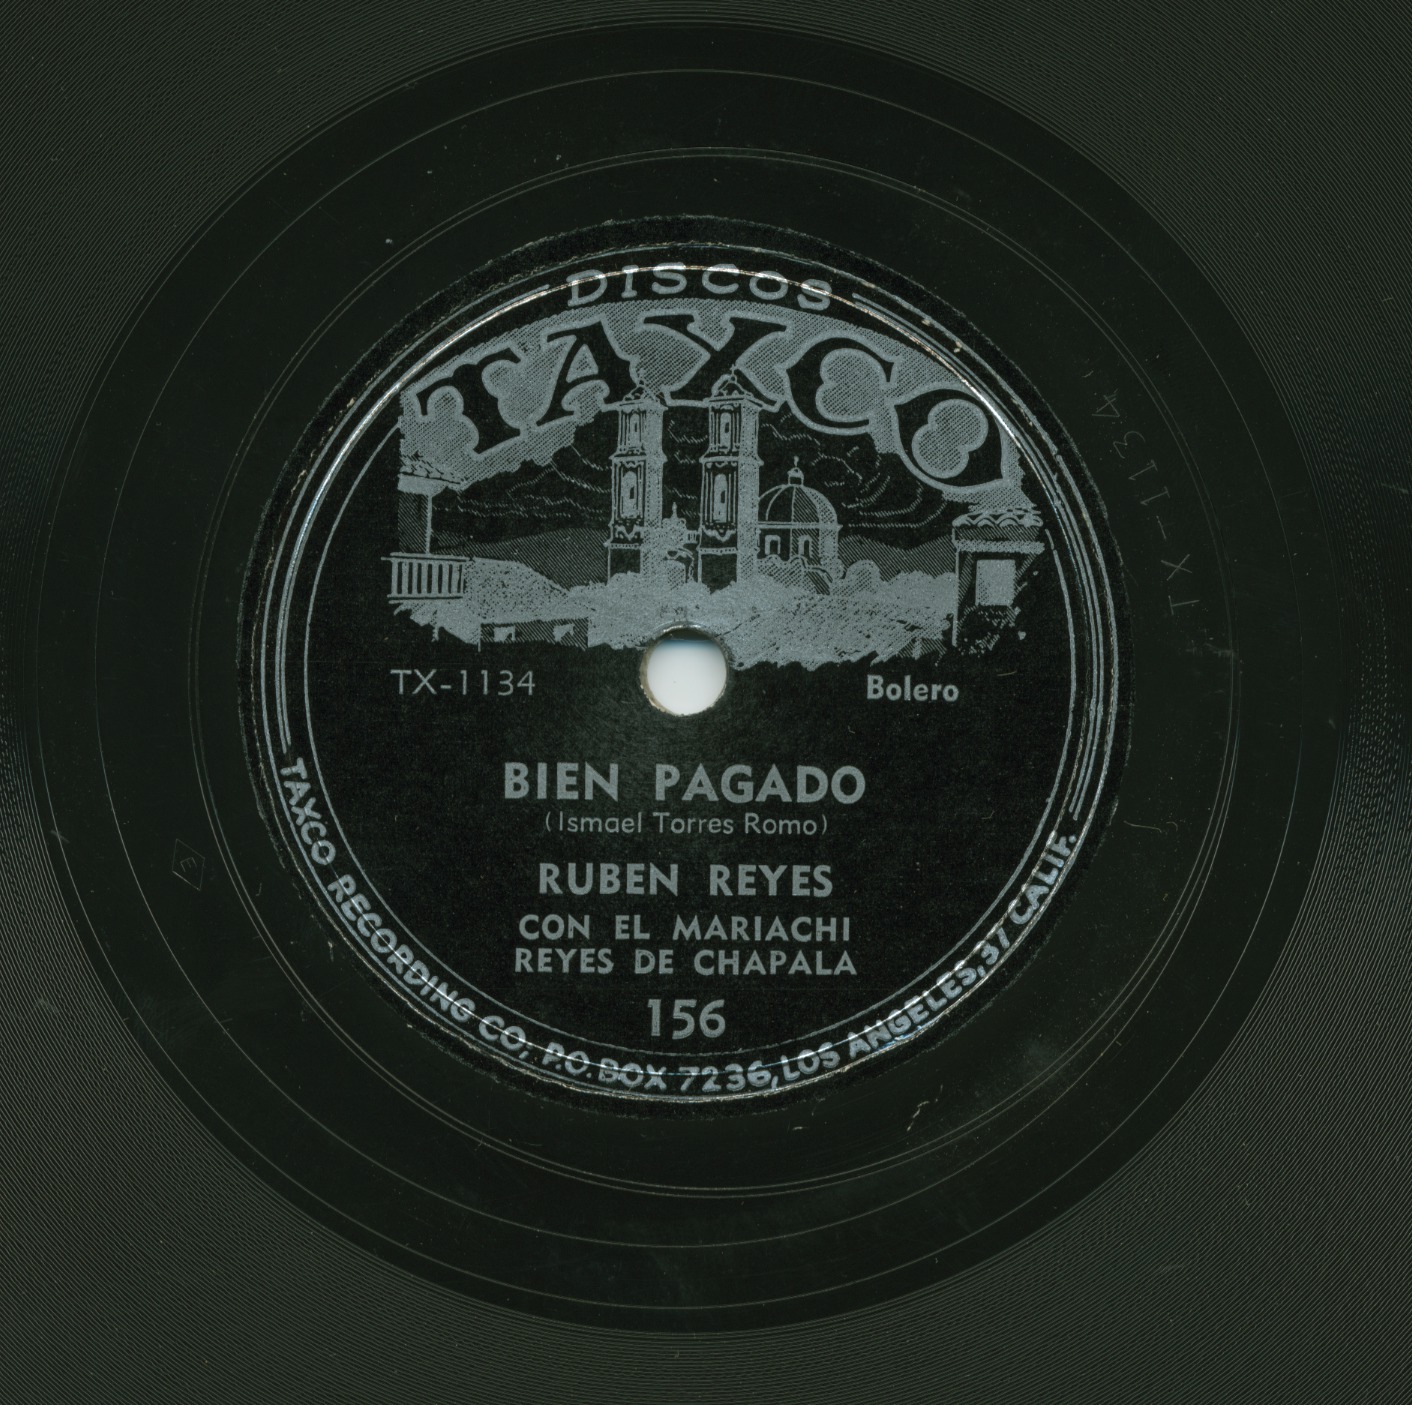 DISCOS
TAXCO
TX-1134
Bolero
BIEN PAGADO
(Ismael Torres Romo)
RUBEN REYES
CON EL MARIACHI
REYES DE CHAPALA
156
TAXCO RECORDING CO., P.O. BOX 7236, LOS ANGELES, 37 CALIF.
TX-1134
E